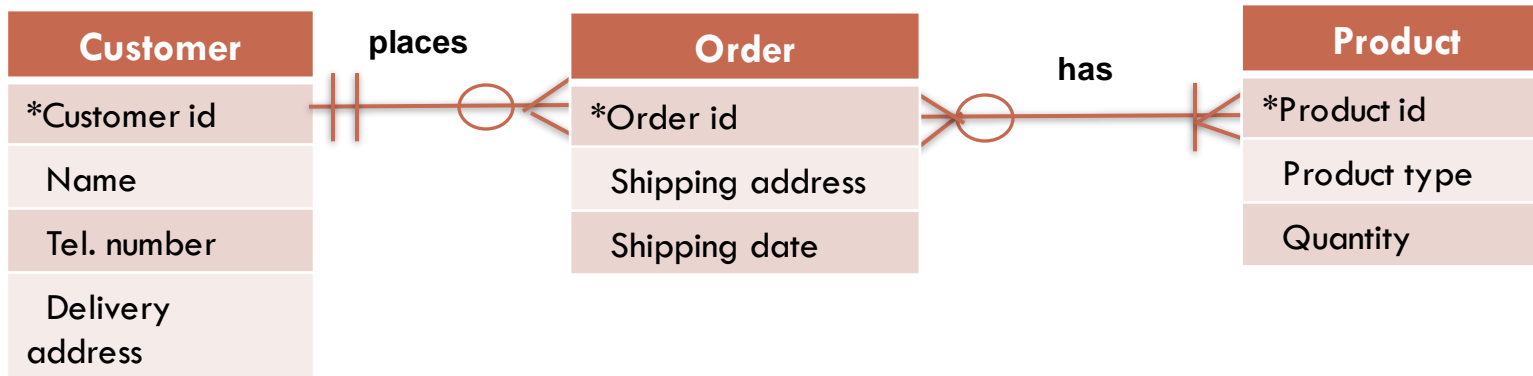 Customer
*Customer id
Name
Tel. number
Delivery
address
places
Order
*Order id
Shipping address
Shipping date
has
Product
*Product id
Product type
Quantity